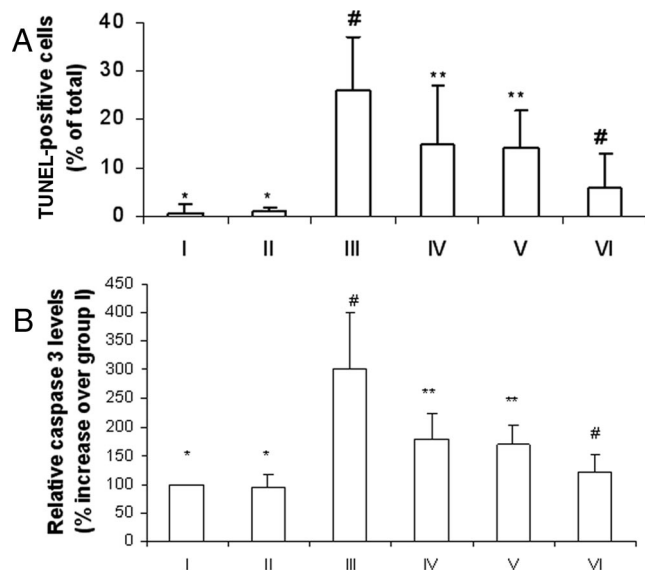 A
TUNEL-positive cells
(% of total)
40
30
20
10
0
#
** **
#
* *
I II III IV V VI
B
Relative caspase 3 levels
(% increase over group I)
450
400
350
300
250
200
150
100
50
0
#
** **
#
* *
I II III IV V VI